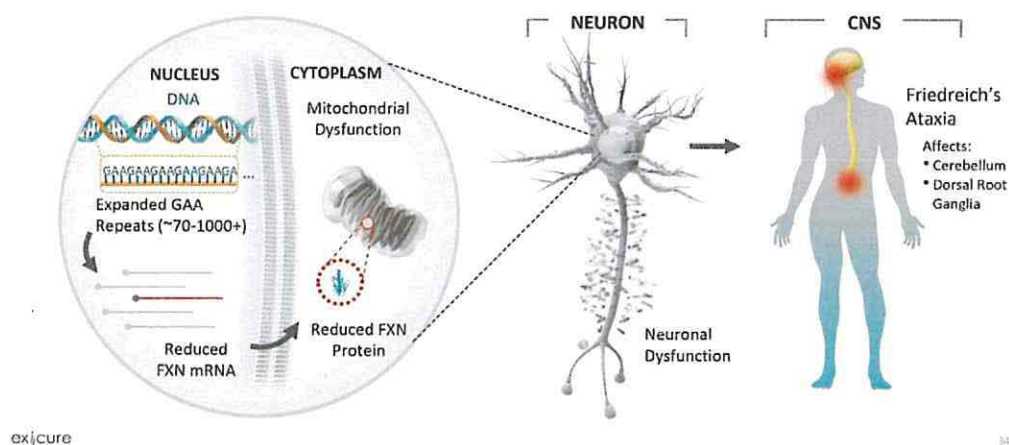 NEURON
CNS
NUCLEUS
DNA
GAAGAAGAAGAAGAAGA ...
Expanded GAA
Repeats (~70-1000+)
Reduced
FXN mRNA
CYTOPLASM
Mitochondrial
Dysfunction
Reduced FXN
Protein
Neuronal
Dysfunction
Friedreich's
Ataxia
Affects:
• Cerebellum
• Dorsal Root
Ganglia
exicure
34